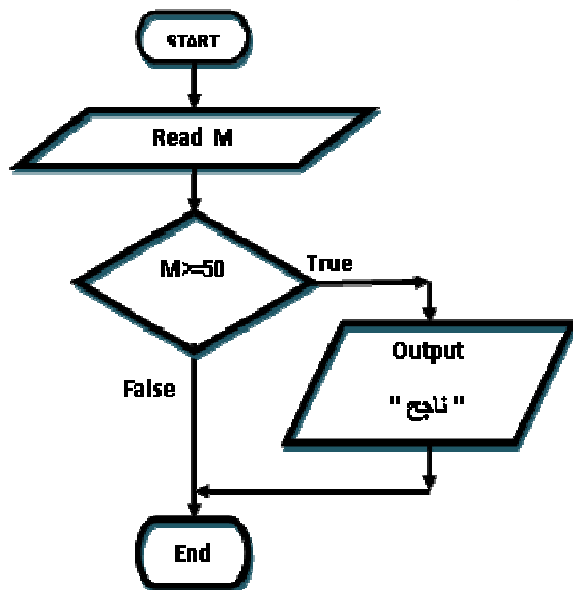 START
Read M
M>=50
True
Output
" ناجح "
False
End